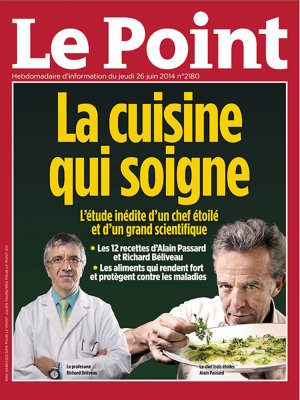 Le Point
Hebdomadaire d'information du jeudi 26 juin 2014 n°2180
La cuisine
qui soigne
L'étude inédite d'un chef étoilé
et d'un grand scientifique
• Les 12 recettes d'Alain Passard
et Richard Béliveau
• Les aliments qui rendent fort
et protègent contre les maladies
Le professeur
Richard Béliveau
Le chef trois étoiles
Alain Passard